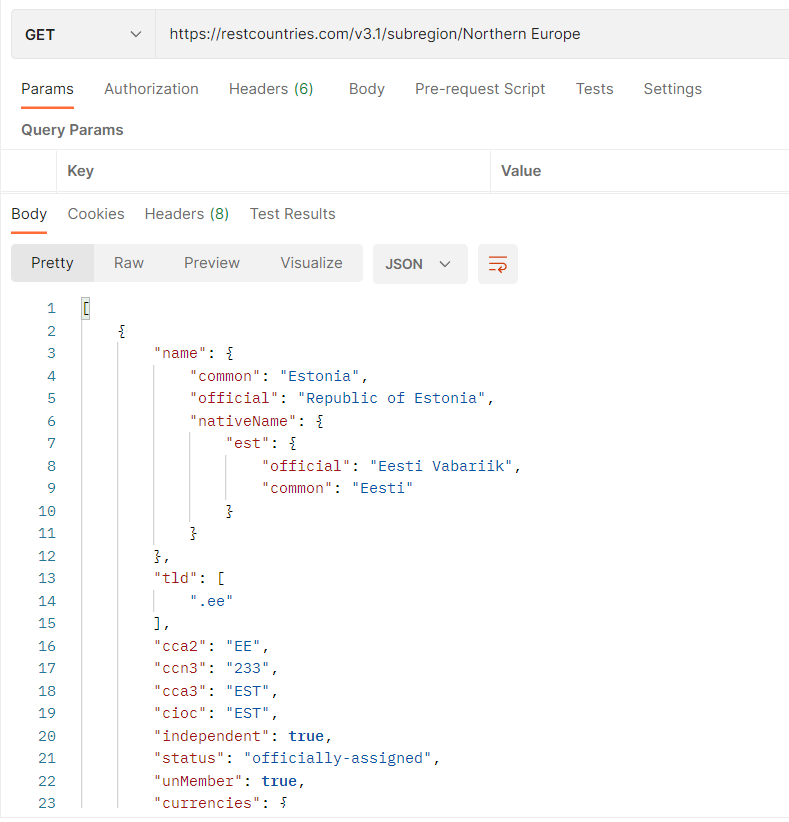 GET https://restcountries.com/v3.1/subregion/Northern Europe
Params Authorization Headers (6) Body Pre-request Script Tests Settings
Query Params
Key Value
Body Cookies Headers (8) Test Results
Pretty Raw Preview Visualize JSON
1 [
2 {
3 "name": {
4 "common": "Estonia",
5 "official": "Republic of Estonia",
6 "nativeName": {
7 "est": {
8 "official": "Eesti Vabariik",
9 "common": "Eesti"
10 }
11 }
12 },
13 "tld": [
14 ".ee"
15 ],
16 "cca2": "EE",
17 "ccn3": "233",
18 "cca3": "EST",
19 "cioc": "EST",
20 "independent": true,
21 "status": "officially-assigned",
22 "unMember": true,
23 "currencies": {